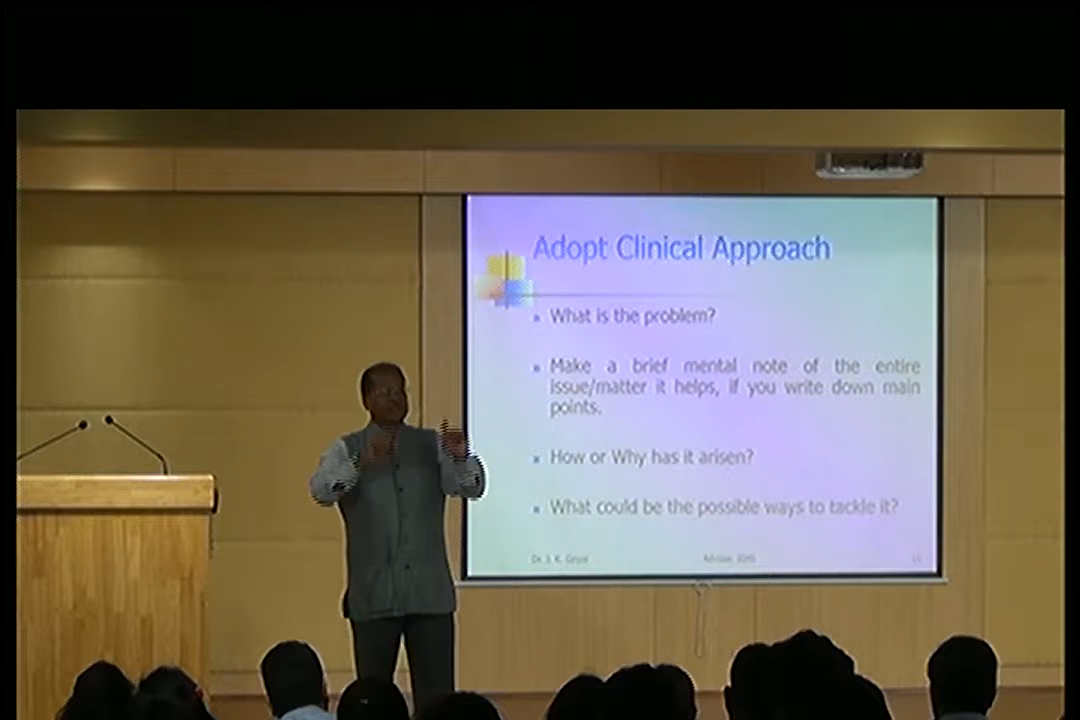 Adopt Clinical Approach
What is the problem?
Make a brief mental note of the entire
issue/matter it helps, if you write down main
points.
How or Why has it arisen?
What could be the possible ways to tackle it?
Dr. J. K. Goyal